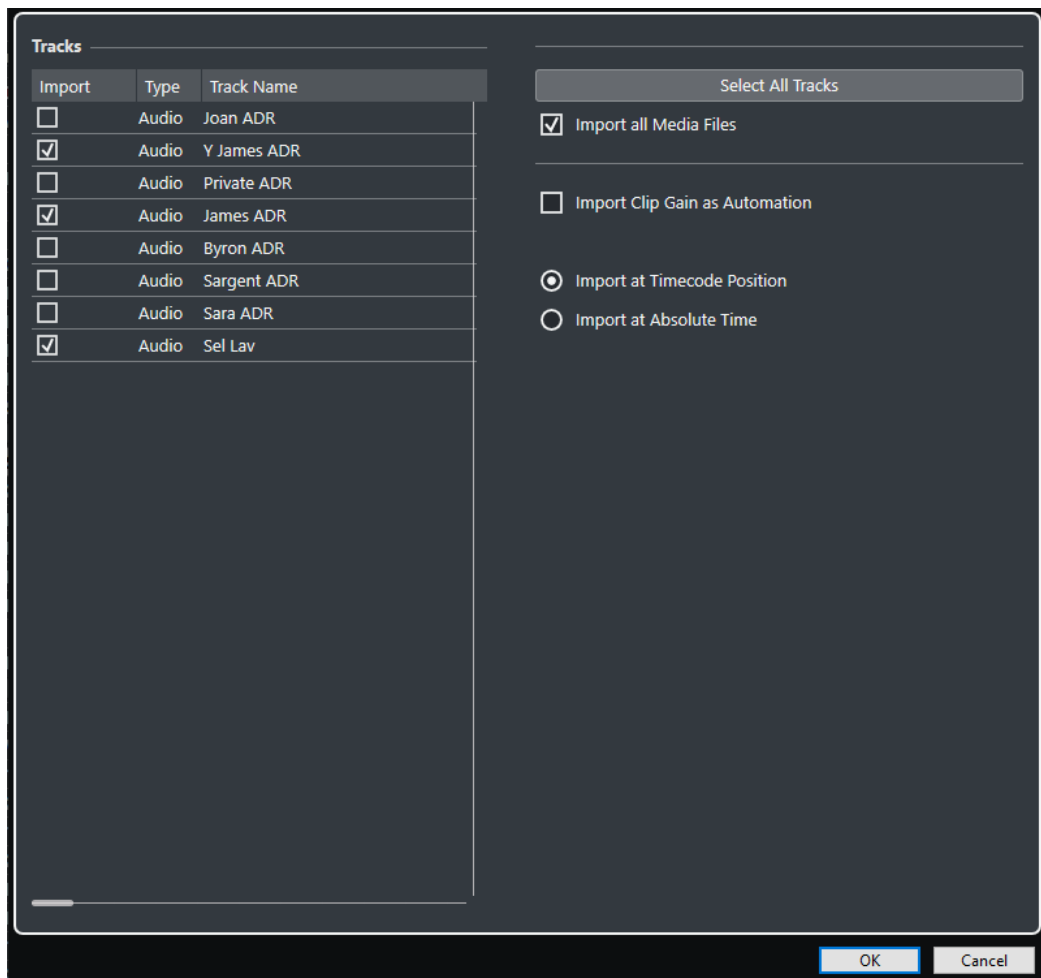 Tracks
Import Type Track Name
Audio Joan ADR
Audio Y James ADR
Audio Private ADR
Audio James ADR
Audio Byron ADR
Audio Sargent ADR
Audio Sara ADR
Audio Sel Lav
Select All Tracks
Import all Media Files
Import Clip Gain as Automation
Import at Timecode Position
Import at Absolute Time
OK Cancel